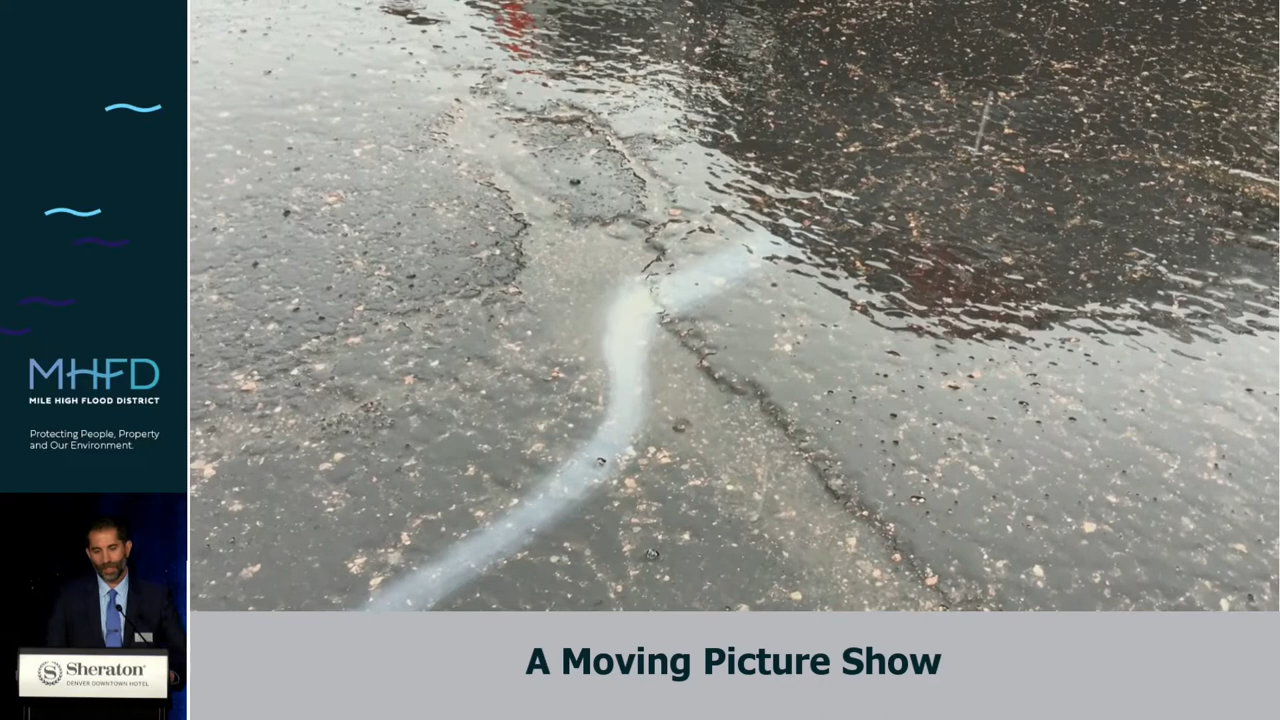 MHFD
MILE HIGH FLOOD DISTRICT
Protecting People, Property
and Our Environment.
Sheraton
DENVER DOWNTOWN HOTEL
A Moving Picture Show